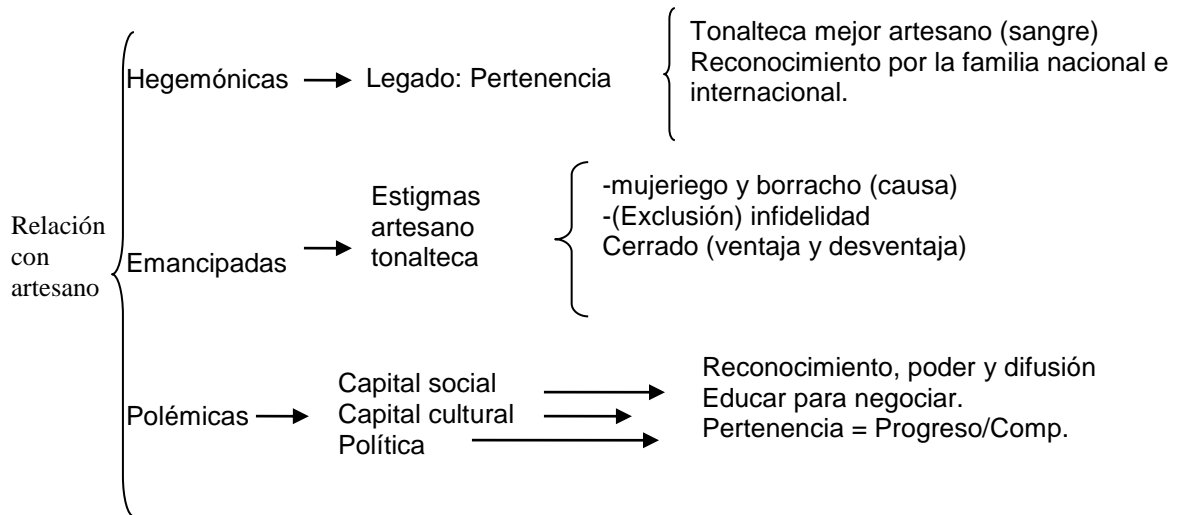 Relación
con
artesano
Hegemónicas
Legado: Pertenencia
Tonalteca mejor artesano (sangre)
Reconocimiento por la familia nacional e
internacional.
Emancipadas
Estigmas
artesano
tonalteca
-mujeriego y borracho (causa)
-(Exclusión) infidelidad
Cerrado (ventaja y desventaja)
Polémicas
Capital social
Capital cultural
Política
Reconocimiento, poder y difusión
Educar para negociar.
Pertenencia = Progreso/Comp.